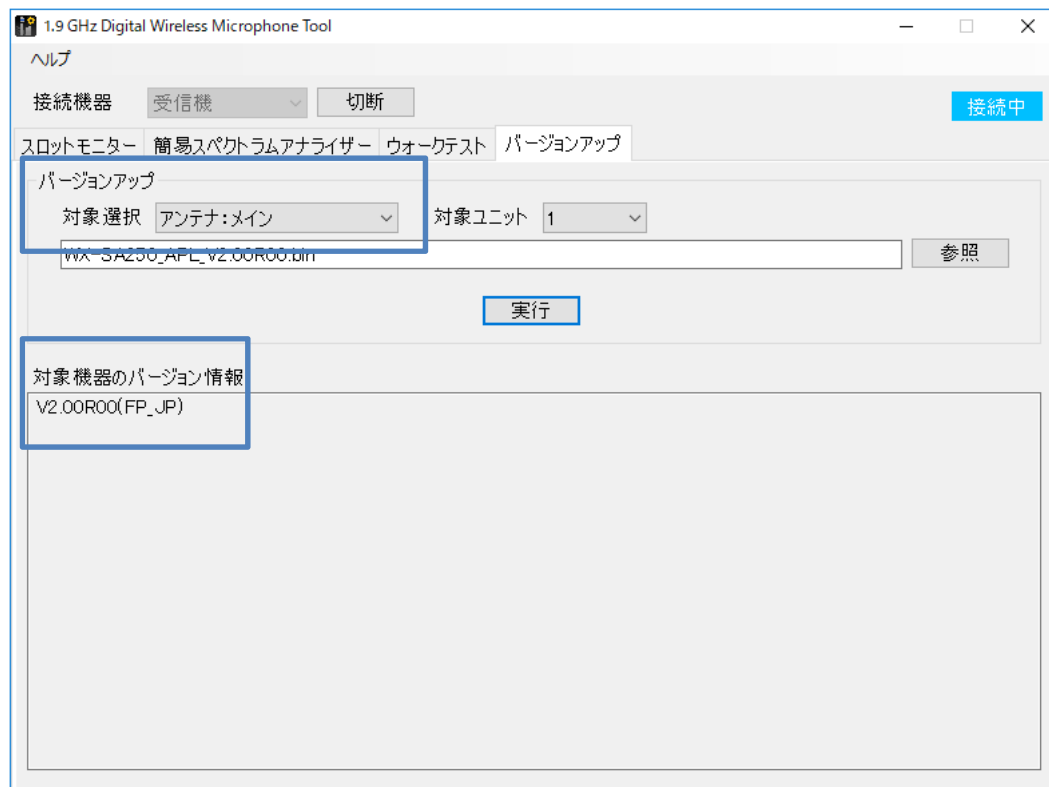 1.9 GHz Digital Wireless Microphone Tool
ヘルプ
接続機器 受信機 切断 接続中
スロットモニター 簡易スペクトラムアナライザー ウォークテスト バージョンアップ
バージョンアップ
対象選択 アンテナ:メイン 対象ユニット 1
WX-SA250_APL_V2.00R00.bin 参照
実行
対象機器のバージョン情報
V2.00R00(FP_JP)